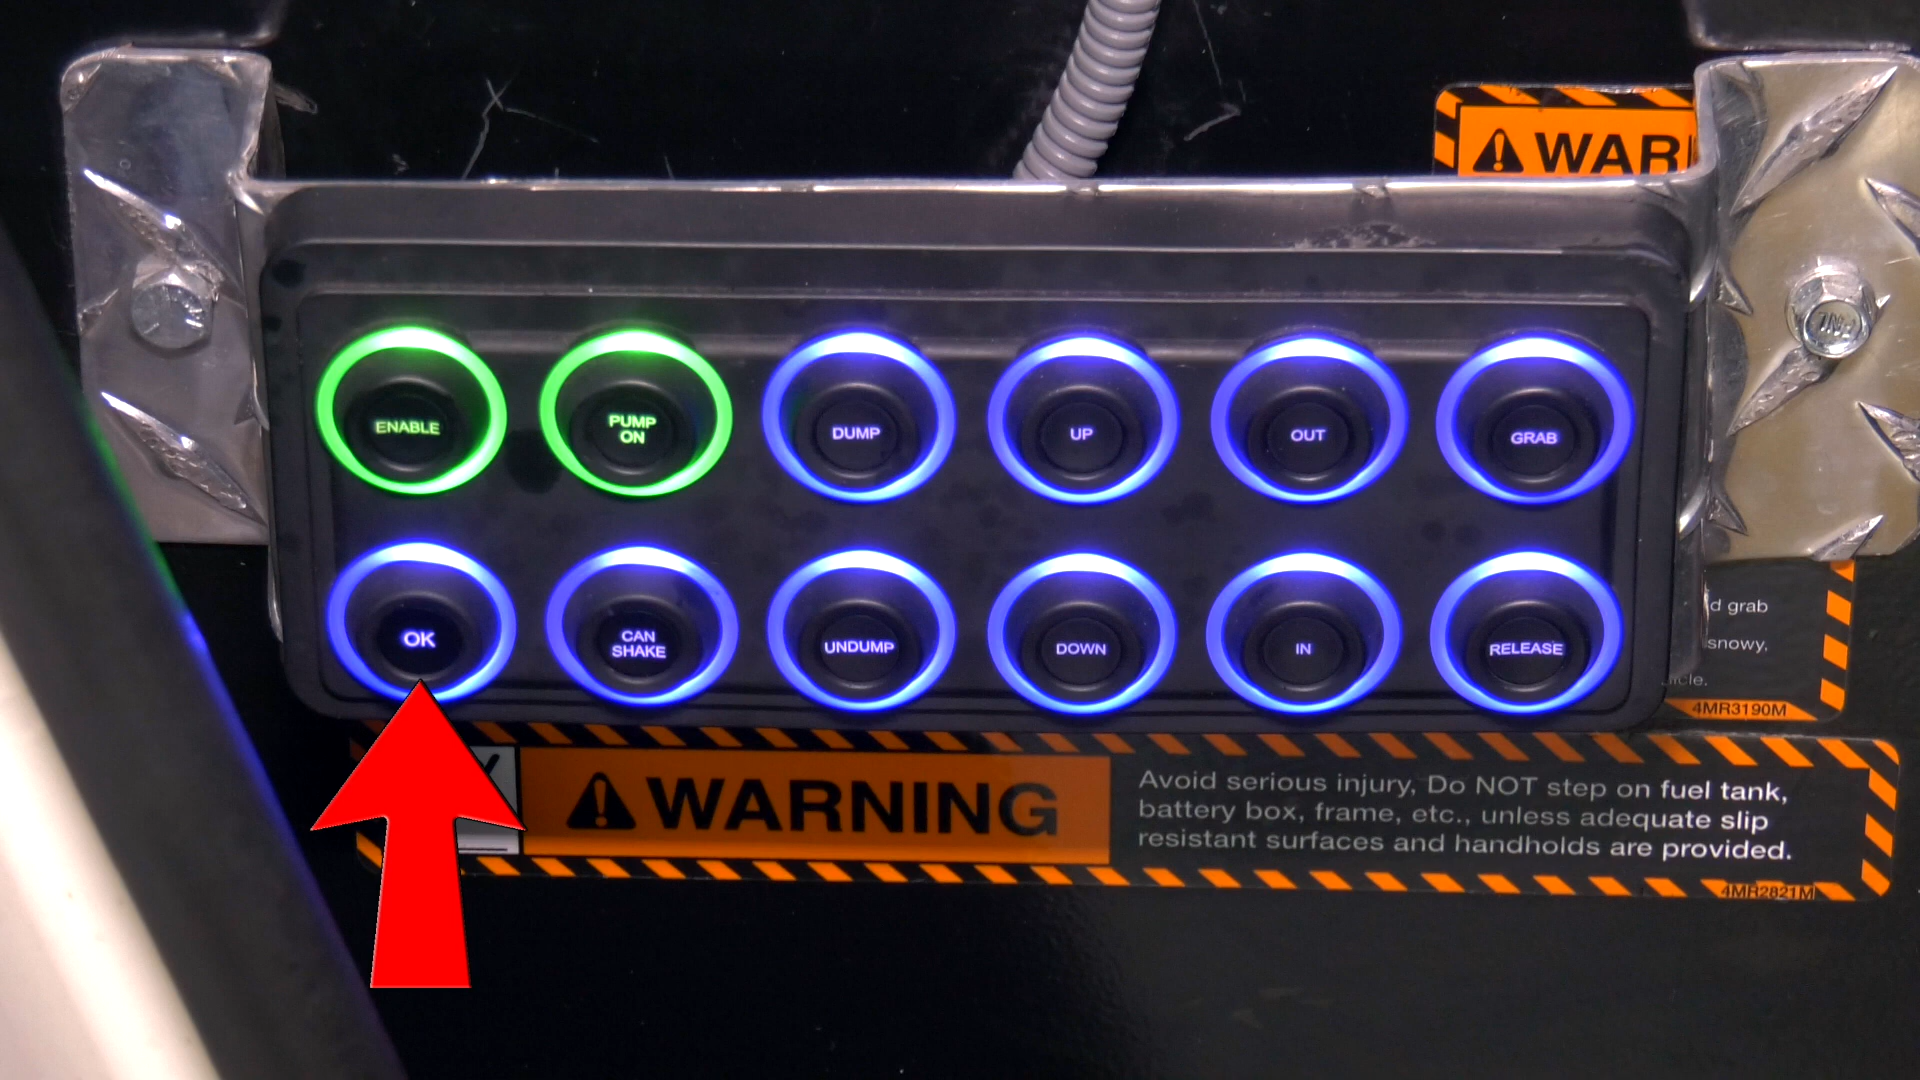 WAR
ENABLE
PUMP
ON
DUMP
UP
OUT
GRAB
OK
CAN
SHAKE
UNDUMP
DOWN
IN
RELEASE
d grab
snowy,
icle.
4MR3190M
WARNING
Avoid serious injury, Do NOT step on fuel tank,
battery box, frame, etc., unless adequate slip
resistant surfaces and handholds are provided.
4MR2821M